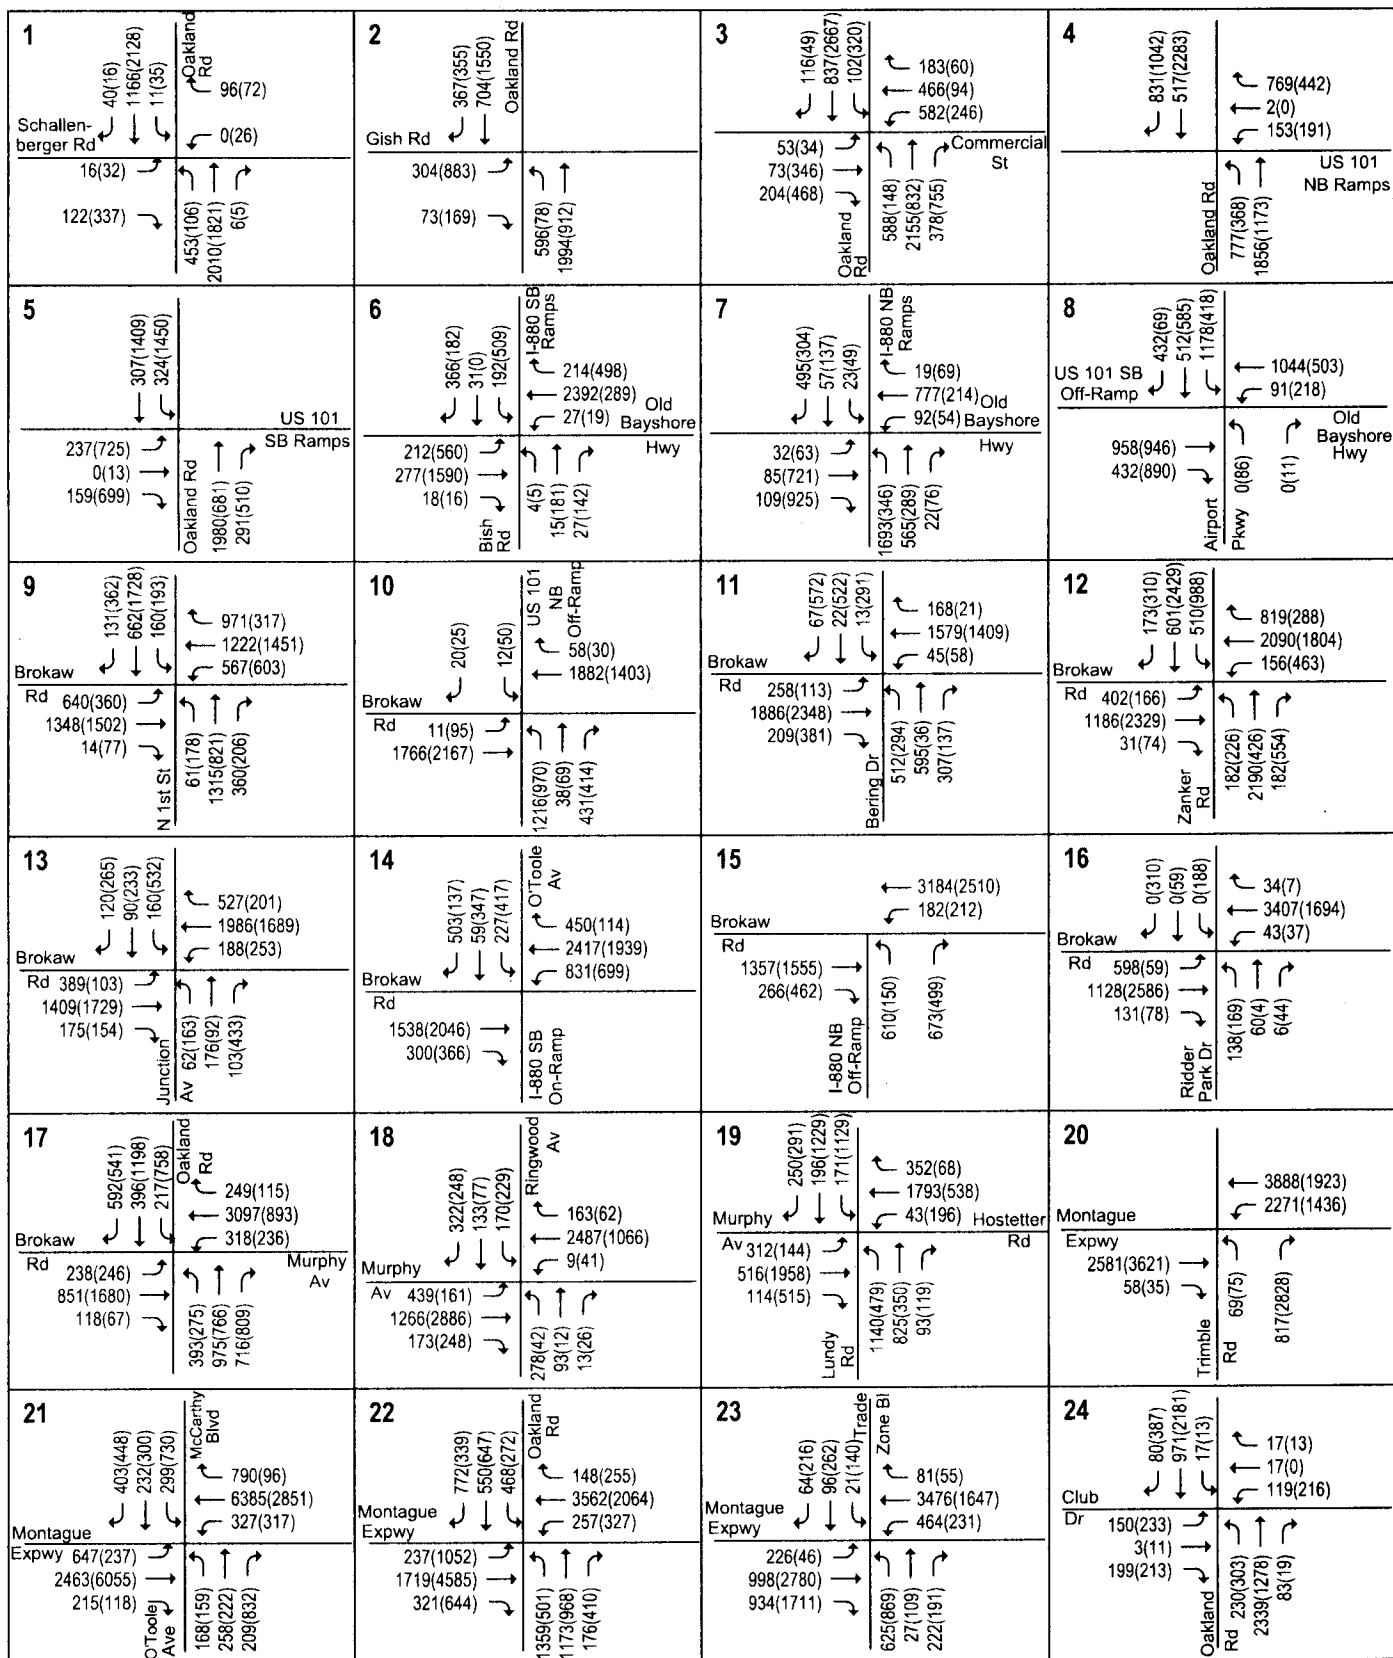 1
40(16)
1166(2128)
11(35)
Oakland
Rd
96(72)
0(26)
Schallen-
berger Rd
16(32)
122(337)
453(106)
2010(1821)
6(5)
2
367(355)
704(1550)
Oakland Rd
Gish Rd
304(883)
73(169)
596(78)
1994(912)
3
116(49)
837(2667)
102(320)
183(60)
466(94)
582(246)
Commercial
St
53(34)
73(346)
204(468)
Oakland
Rd
588(148)
2155(832)
378(755)
4
831(1042)
517(2283)
769(442)
2(0)
153(191)
US 101
NB Ramps
Oakland Rd
777(368)
1856(1173)
5
307(1409)
324(1450)
US 101
SB Ramps
237(725)
0(13)
159(699)
Oakland Rd
1980(681)
291(510)
6
366(182)
31(0)
192(509)
I-880 SB
Ramps
214(498)
2392(289)
27(19)
Old
Bayshore
Hwy
212(560)
277(1590)
18(16)
Bish
Rd
4(5)
15(181)
27(142)
7
495(304)
57(137)
23(49)
I-880 NB
Ramps
19(69)
777(214)
92(54)
Old
Bayshore
Hwy
32(63)
85(721)
109(925)
1693(346)
565(289)
22(76)
8
432(69)
512(585)
1178(418)
US 101 SB
Off-Ramp
1044(503)
91(218)
Old
Bayshore
Hwy
958(946)
432(890)
Airport
Pkwy
0(86)
0(11)
9
131(362)
662(1728)
160(193)
971(317)
1222(1451)
567(603)
Brokaw
Rd
640(360)
1348(1502)
14(77)
N 1st St
61(178)
1315(821)
360(206)
10
20(25)
12(50)
US 101
NB
Off-Ramp
58(30)
1882(1403)
Brokaw
Rd
11(95)
1766(2167)
1216(970)
38(69)
431(414)
11
67(572)
22(522)
13(291)
168(21)
1579(1409)
45(58)
Brokaw
Rd
258(113)
1886(2348)
209(381)
Bering Dr
512(294)
595(36)
307(137)
12
173(310)
601(2429)
510(988)
819(288)
2090(1804)
156(463)
Brokaw
Rd
402(166)
1186(2329)
31(74)
Zanker
Rd
182(226)
2190(426)
182(554)
13
120(265)
90(233)
160(532)
527(201)
1986(1689)
188(253)
Brokaw
Rd
389(103)
1409(1729)
175(154)
Junction
Av
62(163)
176(92)
103(433)
14
503(137)
59(347)
227(417)
O'Toole
Av
450(114)
2417(1939)
831(699)
Brokaw
Rd
1538(2046)
300(366)
I-880 SB
On-Ramp
15
3184(2510)
182(212)
Brokaw
Rd
1357(1555)
266(462)
I-880 NB
Off-Ramp
610(150)
673(499)
16
0(310)
0(59)
0(188)
34(7)
3407(1694)
43(37)
Brokaw
Rd
598(59)
1128(2586)
131(78)
Ridder
Park Dr
138(169)
60(4)
6(44)
17
592(541)
396(1198)
217(758)
Oakland
Rd
249(115)
3097(893)
318(236)
Brokaw
Rd
Murphy
Av
238(246)
851(1680)
118(67)
393(275)
975(766)
716(809)
18
322(248)
133(77)
170(229)
Ringwood
Av
163(62)
2487(1066)
9(41)
Murphy
Av
439(161)
1266(2886)
173(248)
278(42)
93(12)
13(26)
19
250(291)
196(1229)
171(1129)
352(68)
1793(538)
43(196)
Murphy
Av
Hostetter
Rd
312(144)
516(1958)
114(515)
Lundy
Rd
1140(479)
825(350)
93(119)
20
3888(1923)
2271(1436)
Montague
Expwy
2581(3621)
58(35)
Trimble
Rd
69(75)
817(2828)
21
403(448)
232(300)
299(730)
McCarthy
Blvd
790(96)
6385(2851)
327(317)
Montague
Expwy
647(237)
2463(6055)
215(118)
O'Toole
Ave
168(159)
258(222)
209(832)
22
772(339)
550(647)
468(272)
Oakland
Rd
148(255)
3562(2064)
257(327)
Montague
Expwy
237(1052)
1719(4585)
321(644)
1359(501)
1173(968)
176(410)
23
64(216)
96(262)
21(140)
Trade
Zone Bl
81(55)
3476(1647)
464(231)
Montague
Expwy
226(46)
998(2780)
934(1711)
625(869)
27(109)
222(191)
24
80(387)
971(2181)
17(13)
17(13)
17(0)
119(216)
Club
Dr
150(233)
3(11)
199(213)
Oakland
Rd
230(303)
2339(1278)
83(19)